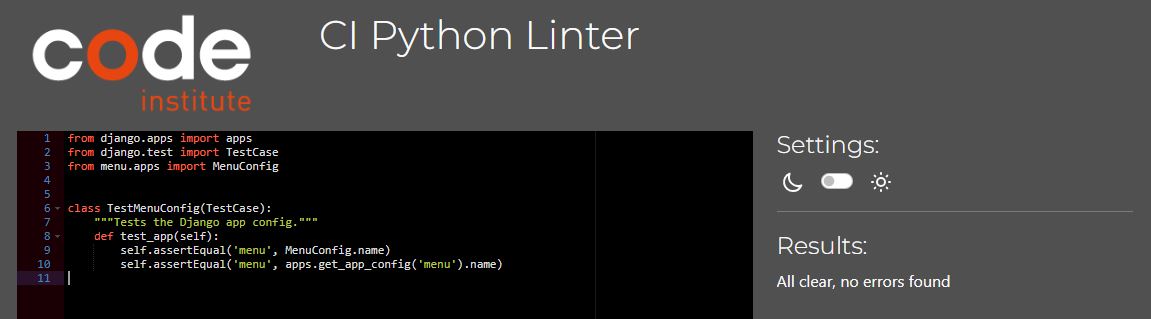 code
institute
CI Python Linter
1 from django.apps import apps
2 from django.test import TestCase
3 from menu.apps import MenuConfig
4
5
6 class TestMenuConfig(TestCase):
7     """Tests the Django app config."""
8     def test_app(self):
9         self.assertEqual('menu', MenuConfig.name)
10         self.assertEqual('menu', apps.get_app_config('menu').name)
11
Settings:
Results:
All clear, no errors found